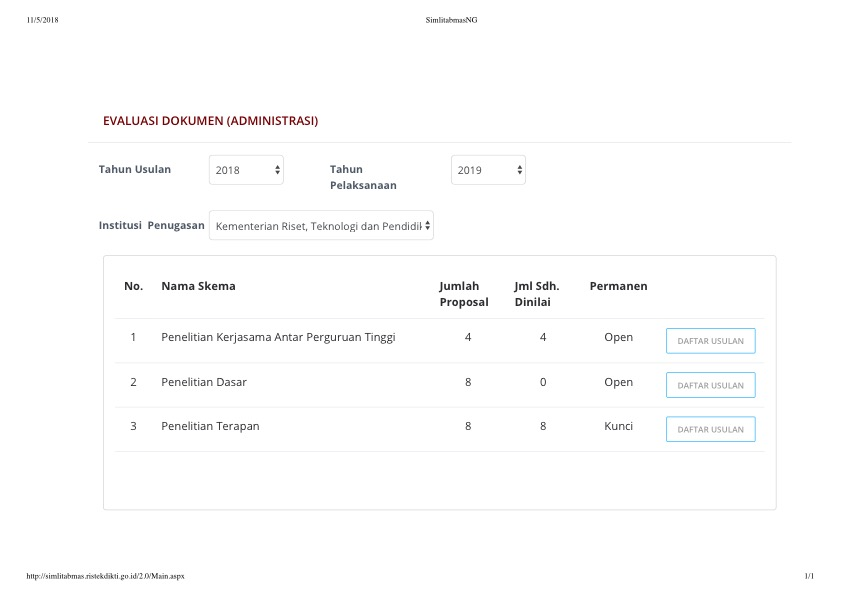 11/5/2018 SimlitabmasNG
EVALUASI DOKUMEN (ADMINISTRASI)
Tahun Usulan 2018 Tahun Pelaksanaan 2019
Institusi Penugasan Kementerian Riset, Teknologi dan Pendidik
No. Nama Skema Jumlah Proposal Jml Sdh. Dinilai Permanen
1 Penelitian Kerjasama Antar Perguruan Tinggi 4 4 Open DAFTAR USULAN
2 Penelitian Dasar 8 0 Open DAFTAR USULAN
3 Penelitian Terapan 8 8 Kunci DAFTAR USULAN
http://simlitabmas.ristekdikti.go.id/2.0/Main.aspx 1/1